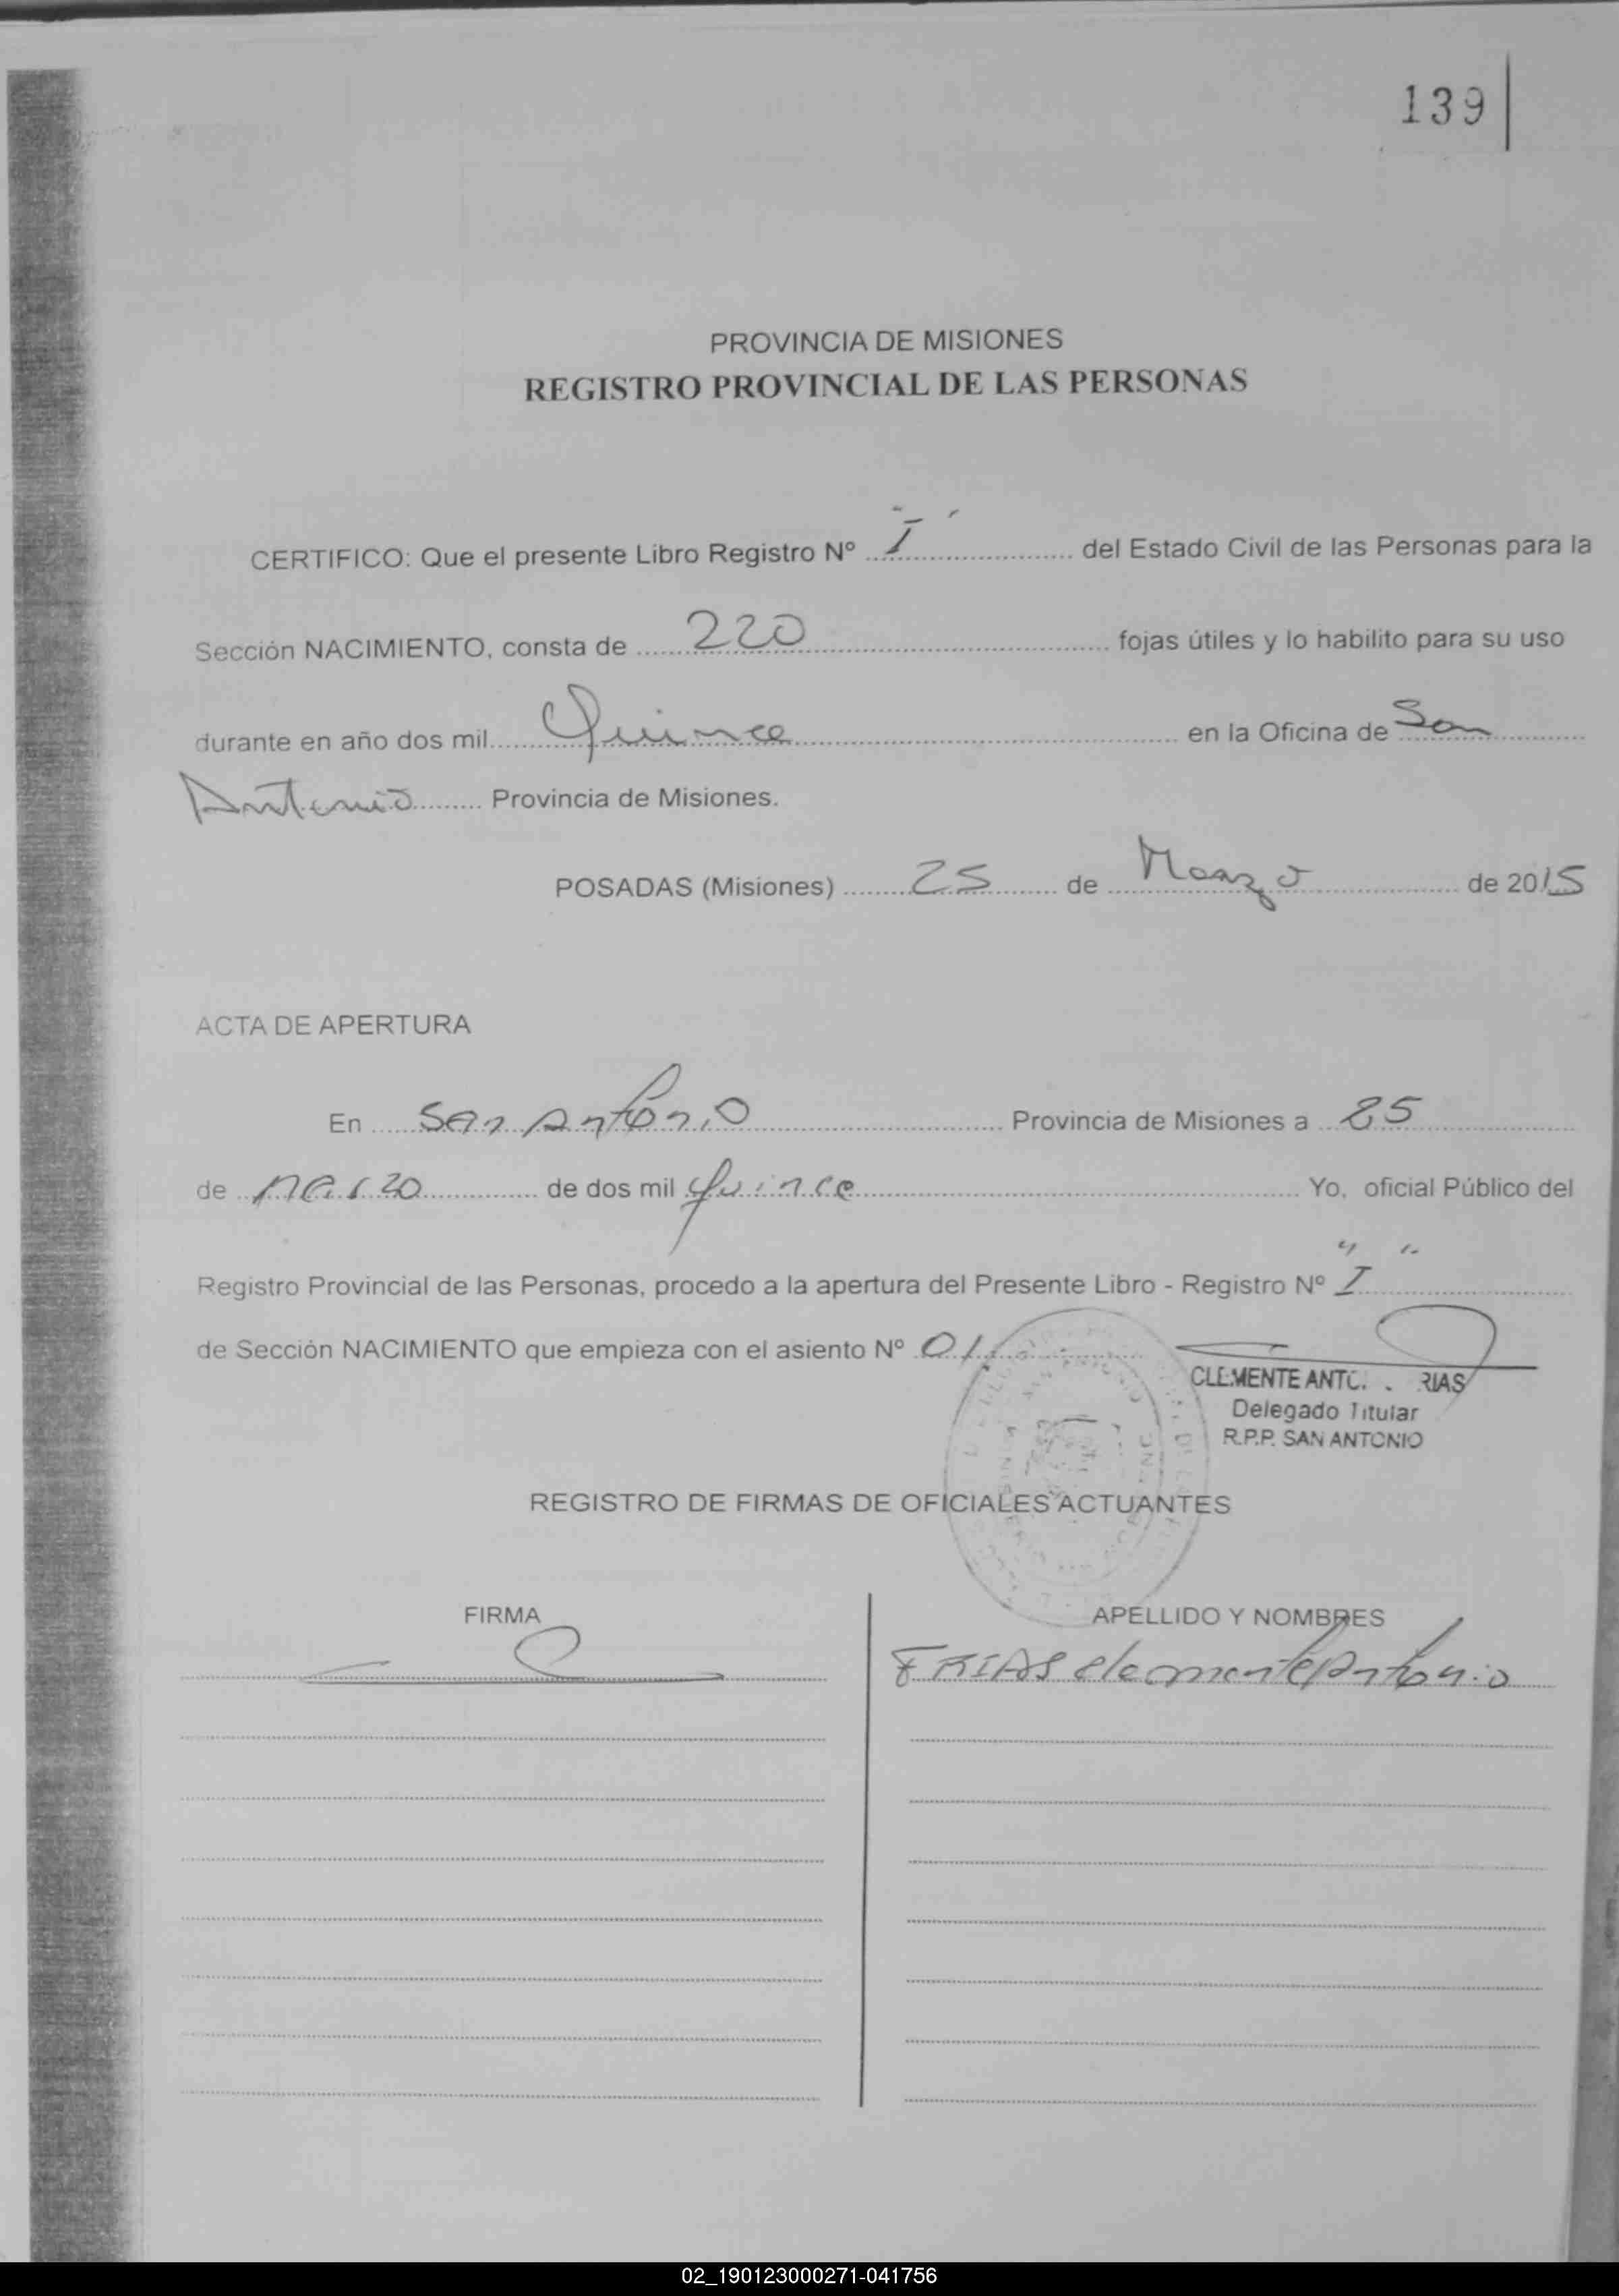 139
PROVINCIA DE MISIONES
REGISTRO PROVINCIAL DE LAS PERSONAS
CERTIFICO: Que el presente Libro Registro Nº "I" del Estado Civil de las Personas para la
Sección NACIMIENTO, consta de 220 fojas útiles y lo habilito para su uso
durante en año dos mil Quince en la Oficina de San
Antonio Provincia de Misiones.
POSADAS (Misiones) 25 de Marzo de 2015
ACTA DE APERTURA
En San Antonio Provincia de Misiones a 25
de Marzo de dos mil quince Yo, oficial Público del
Registro Provincial de las Personas, procedo a la apertura del Presente Libro - Registro Nº "I"
de Sección NACIMIENTO que empieza con el asiento Nº 01
CLEMENTE ANTO. . RIAS
Delegado Titular
R.P.P. SAN ANTONIO
REGISTRO DE FIRMAS DE OFICIALES ACTUANTES
FIRMA APELLIDO Y NOMBRES
FRIAS clemente Antonio
02_190123000271-041756